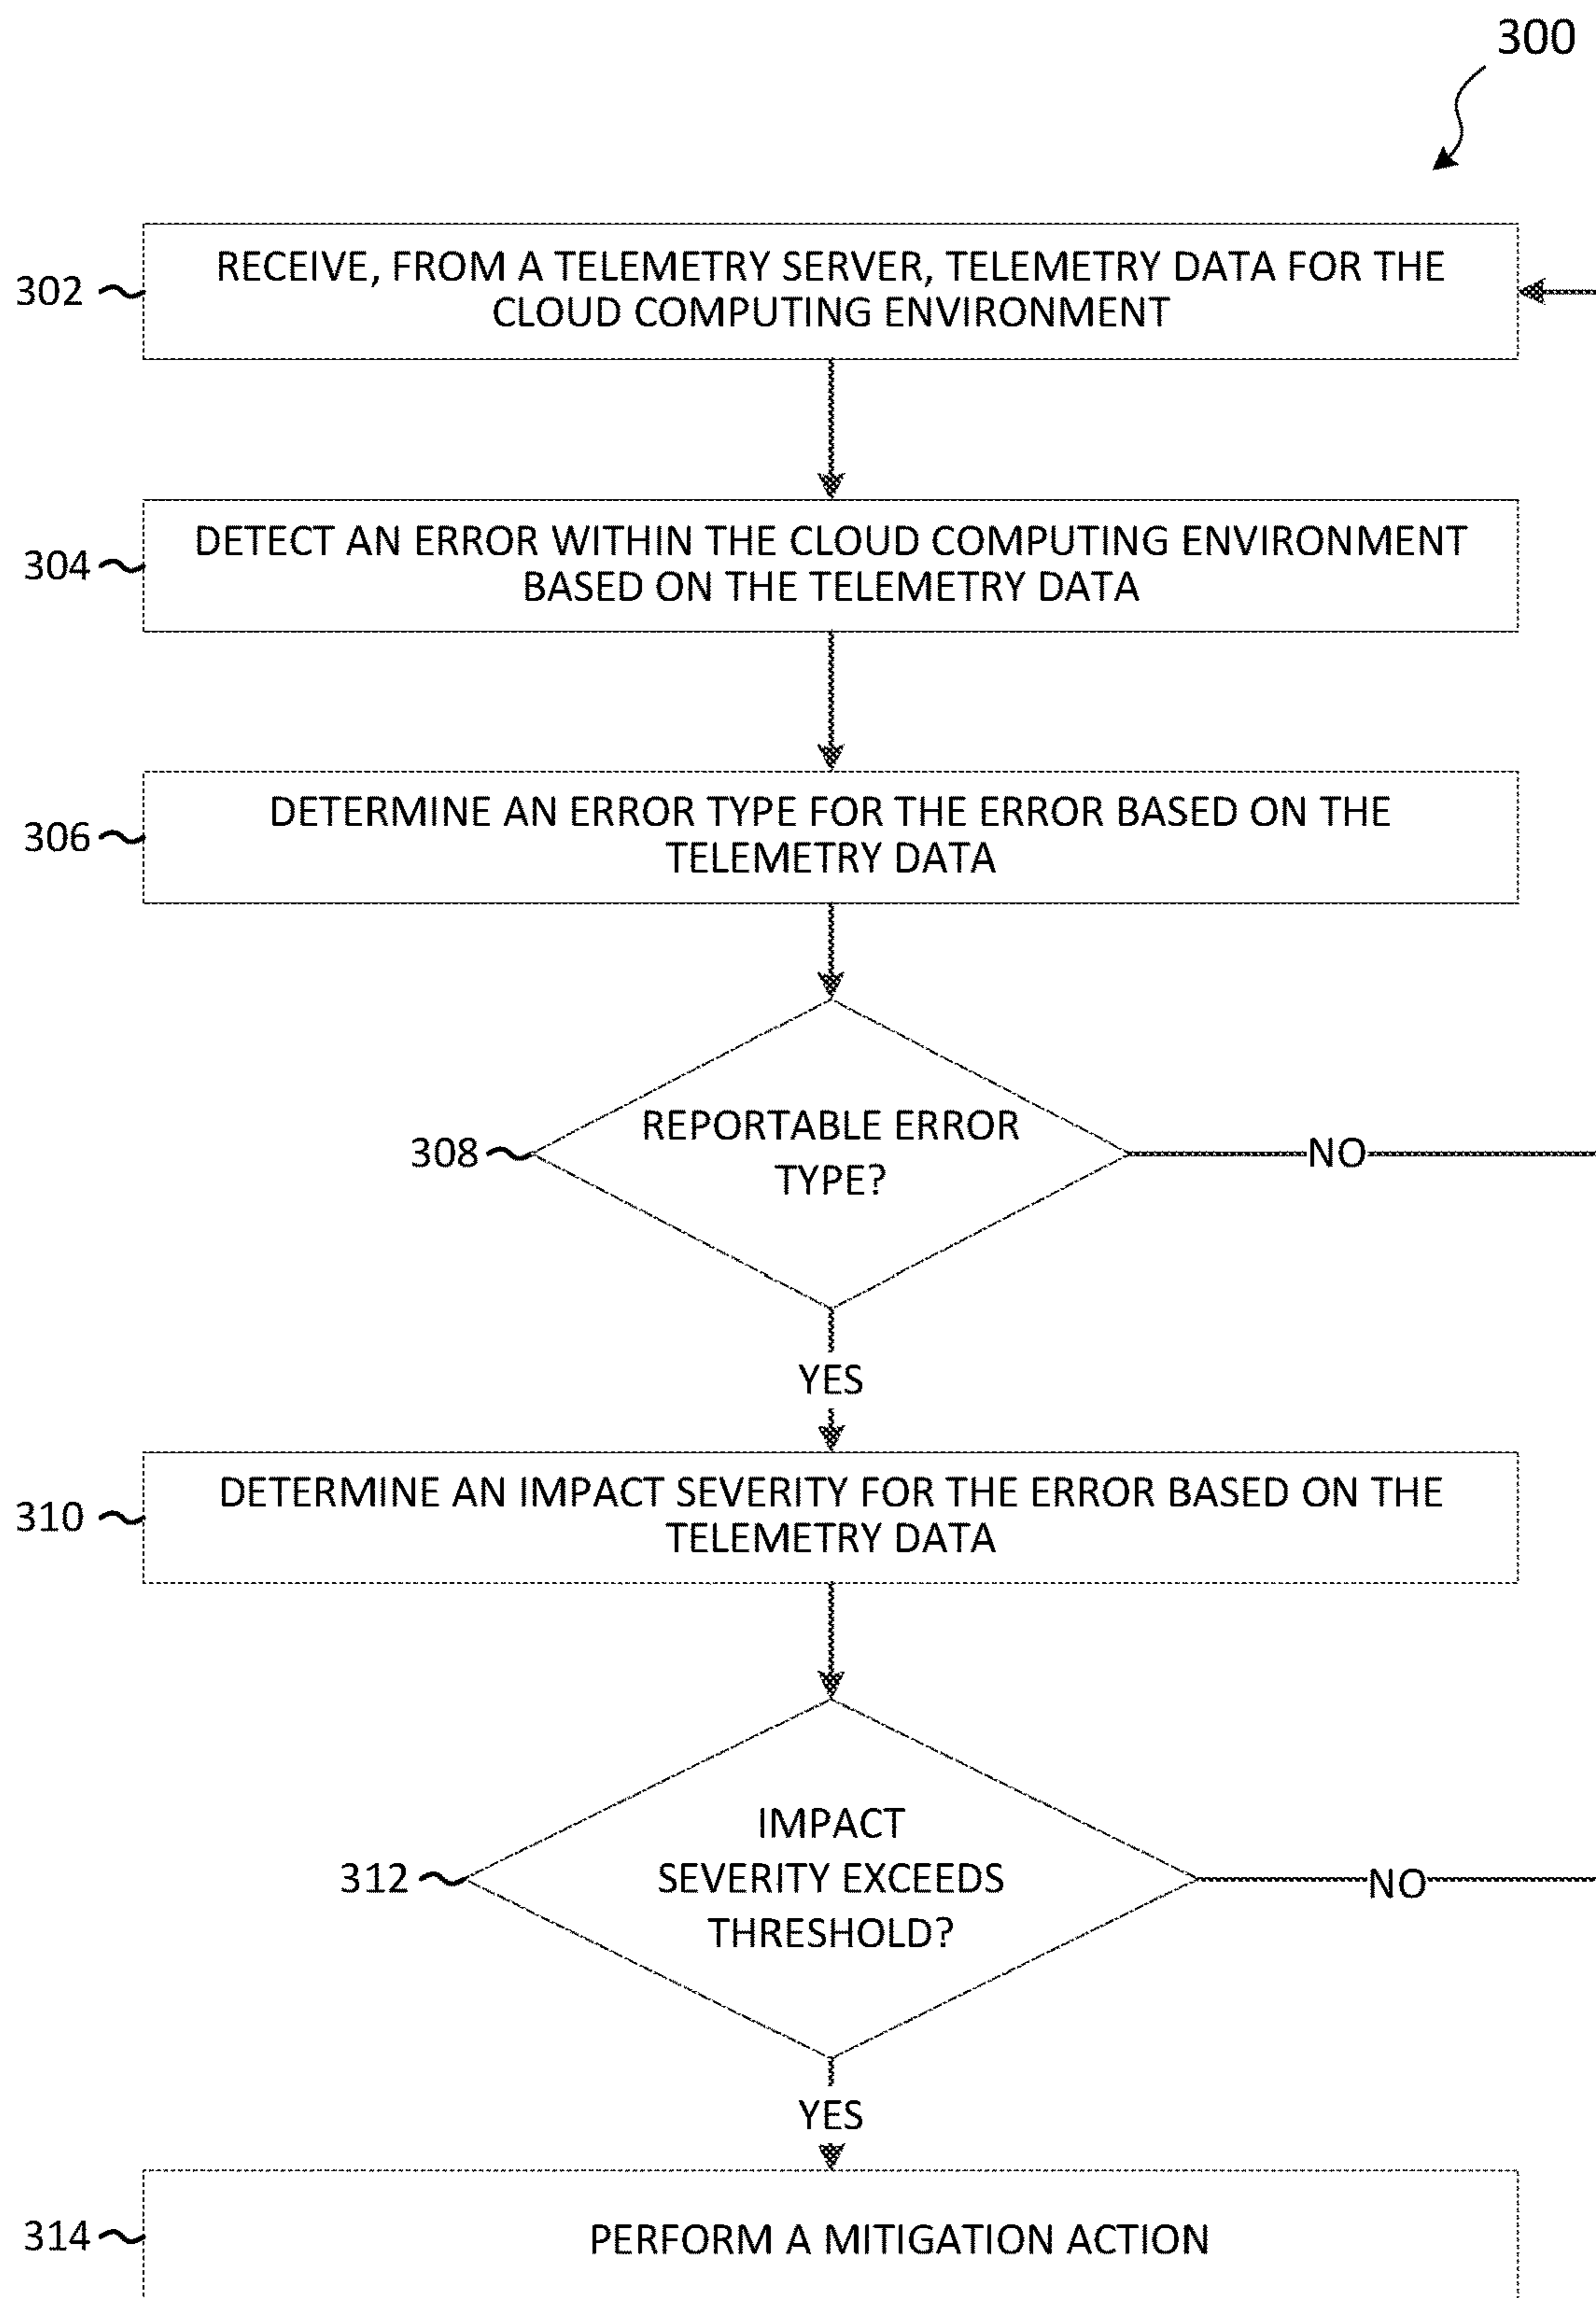 300
302
RECEIVE, FROM A TELEMETRY SERVER, TELEMETRY DATA FOR THE
CLOUD COMPUTING ENVIRONMENT
304
DETECT AN ERROR WITHIN THE CLOUD COMPUTING ENVIRONMENT
BASED ON THE TELEMETRY DATA
306
DETERMINE AN ERROR TYPE FOR THE ERROR BASED ON THE
TELEMETRY DATA
308
REPORTABLE ERROR
TYPE?
NO
YES
310
DETERMINE AN IMPACT SEVERITY FOR THE ERROR BASED ON THE
TELEMETRY DATA
312
IMPACT
SEVERITY EXCEEDS
THRESHOLD?
NO
YES
314
PERFORM A MITIGATION ACTION